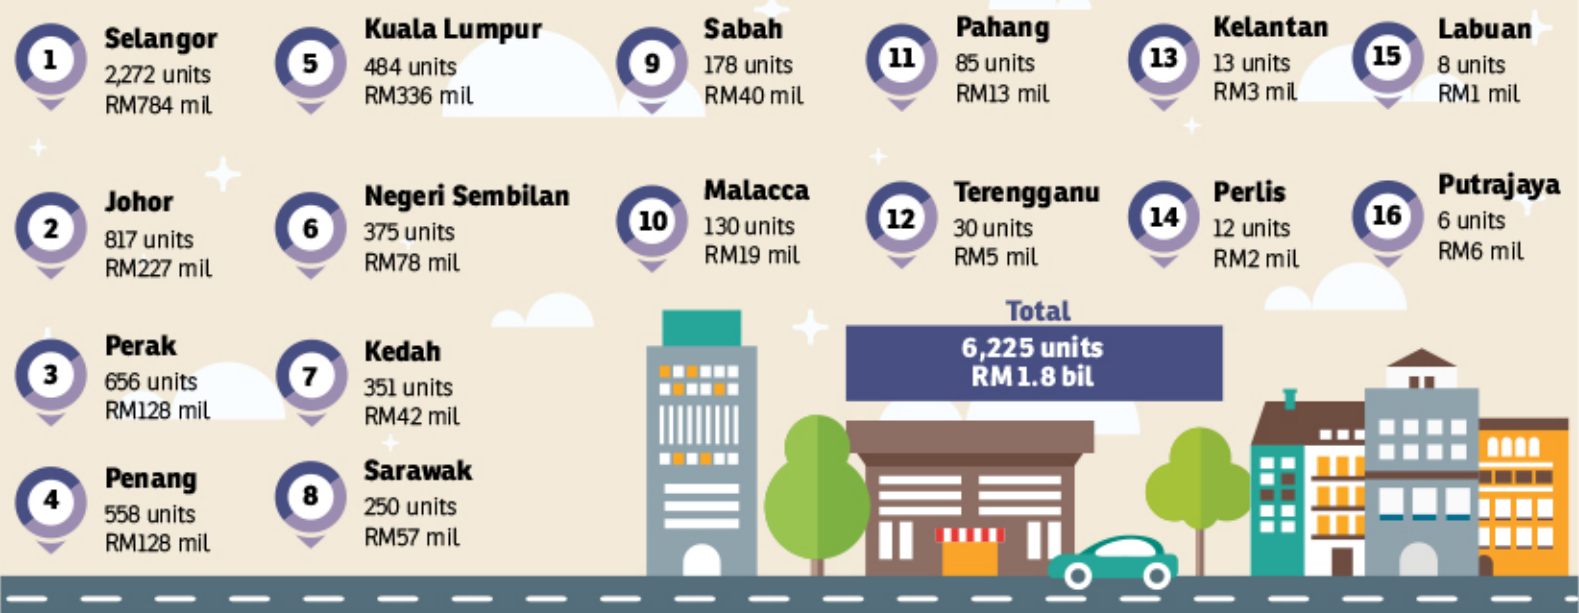 1
Selangor
2,272 units
RM784 mil
2
Johor
817 units
RM227 mil
3
Perak
656 units
RM128 mil
4
Penang
558 units
RM128 mil
5
Kuala Lumpur
484 units
RM336 mil
6
Negeri Sembilan
375 units
RM78 mil
7
Kedah
351 units
RM42 mil
8
Sarawak
250 units
RM57 mil
9
Sabah
178 units
RM40 mil
10
Malacca
130 units
RM19 mil
11
Pahang
85 units
RM13 mil
12
Terengganu
30 units
RM5 mil
13
Kelantan
13 units
RM3 mil
14
Perlis
12 units
RM2 mil
15
Labuan
8 units
RM1 mil
16
Putrajaya
6 units
RM6 mil
Total
6,225 units
RM1.8 bil